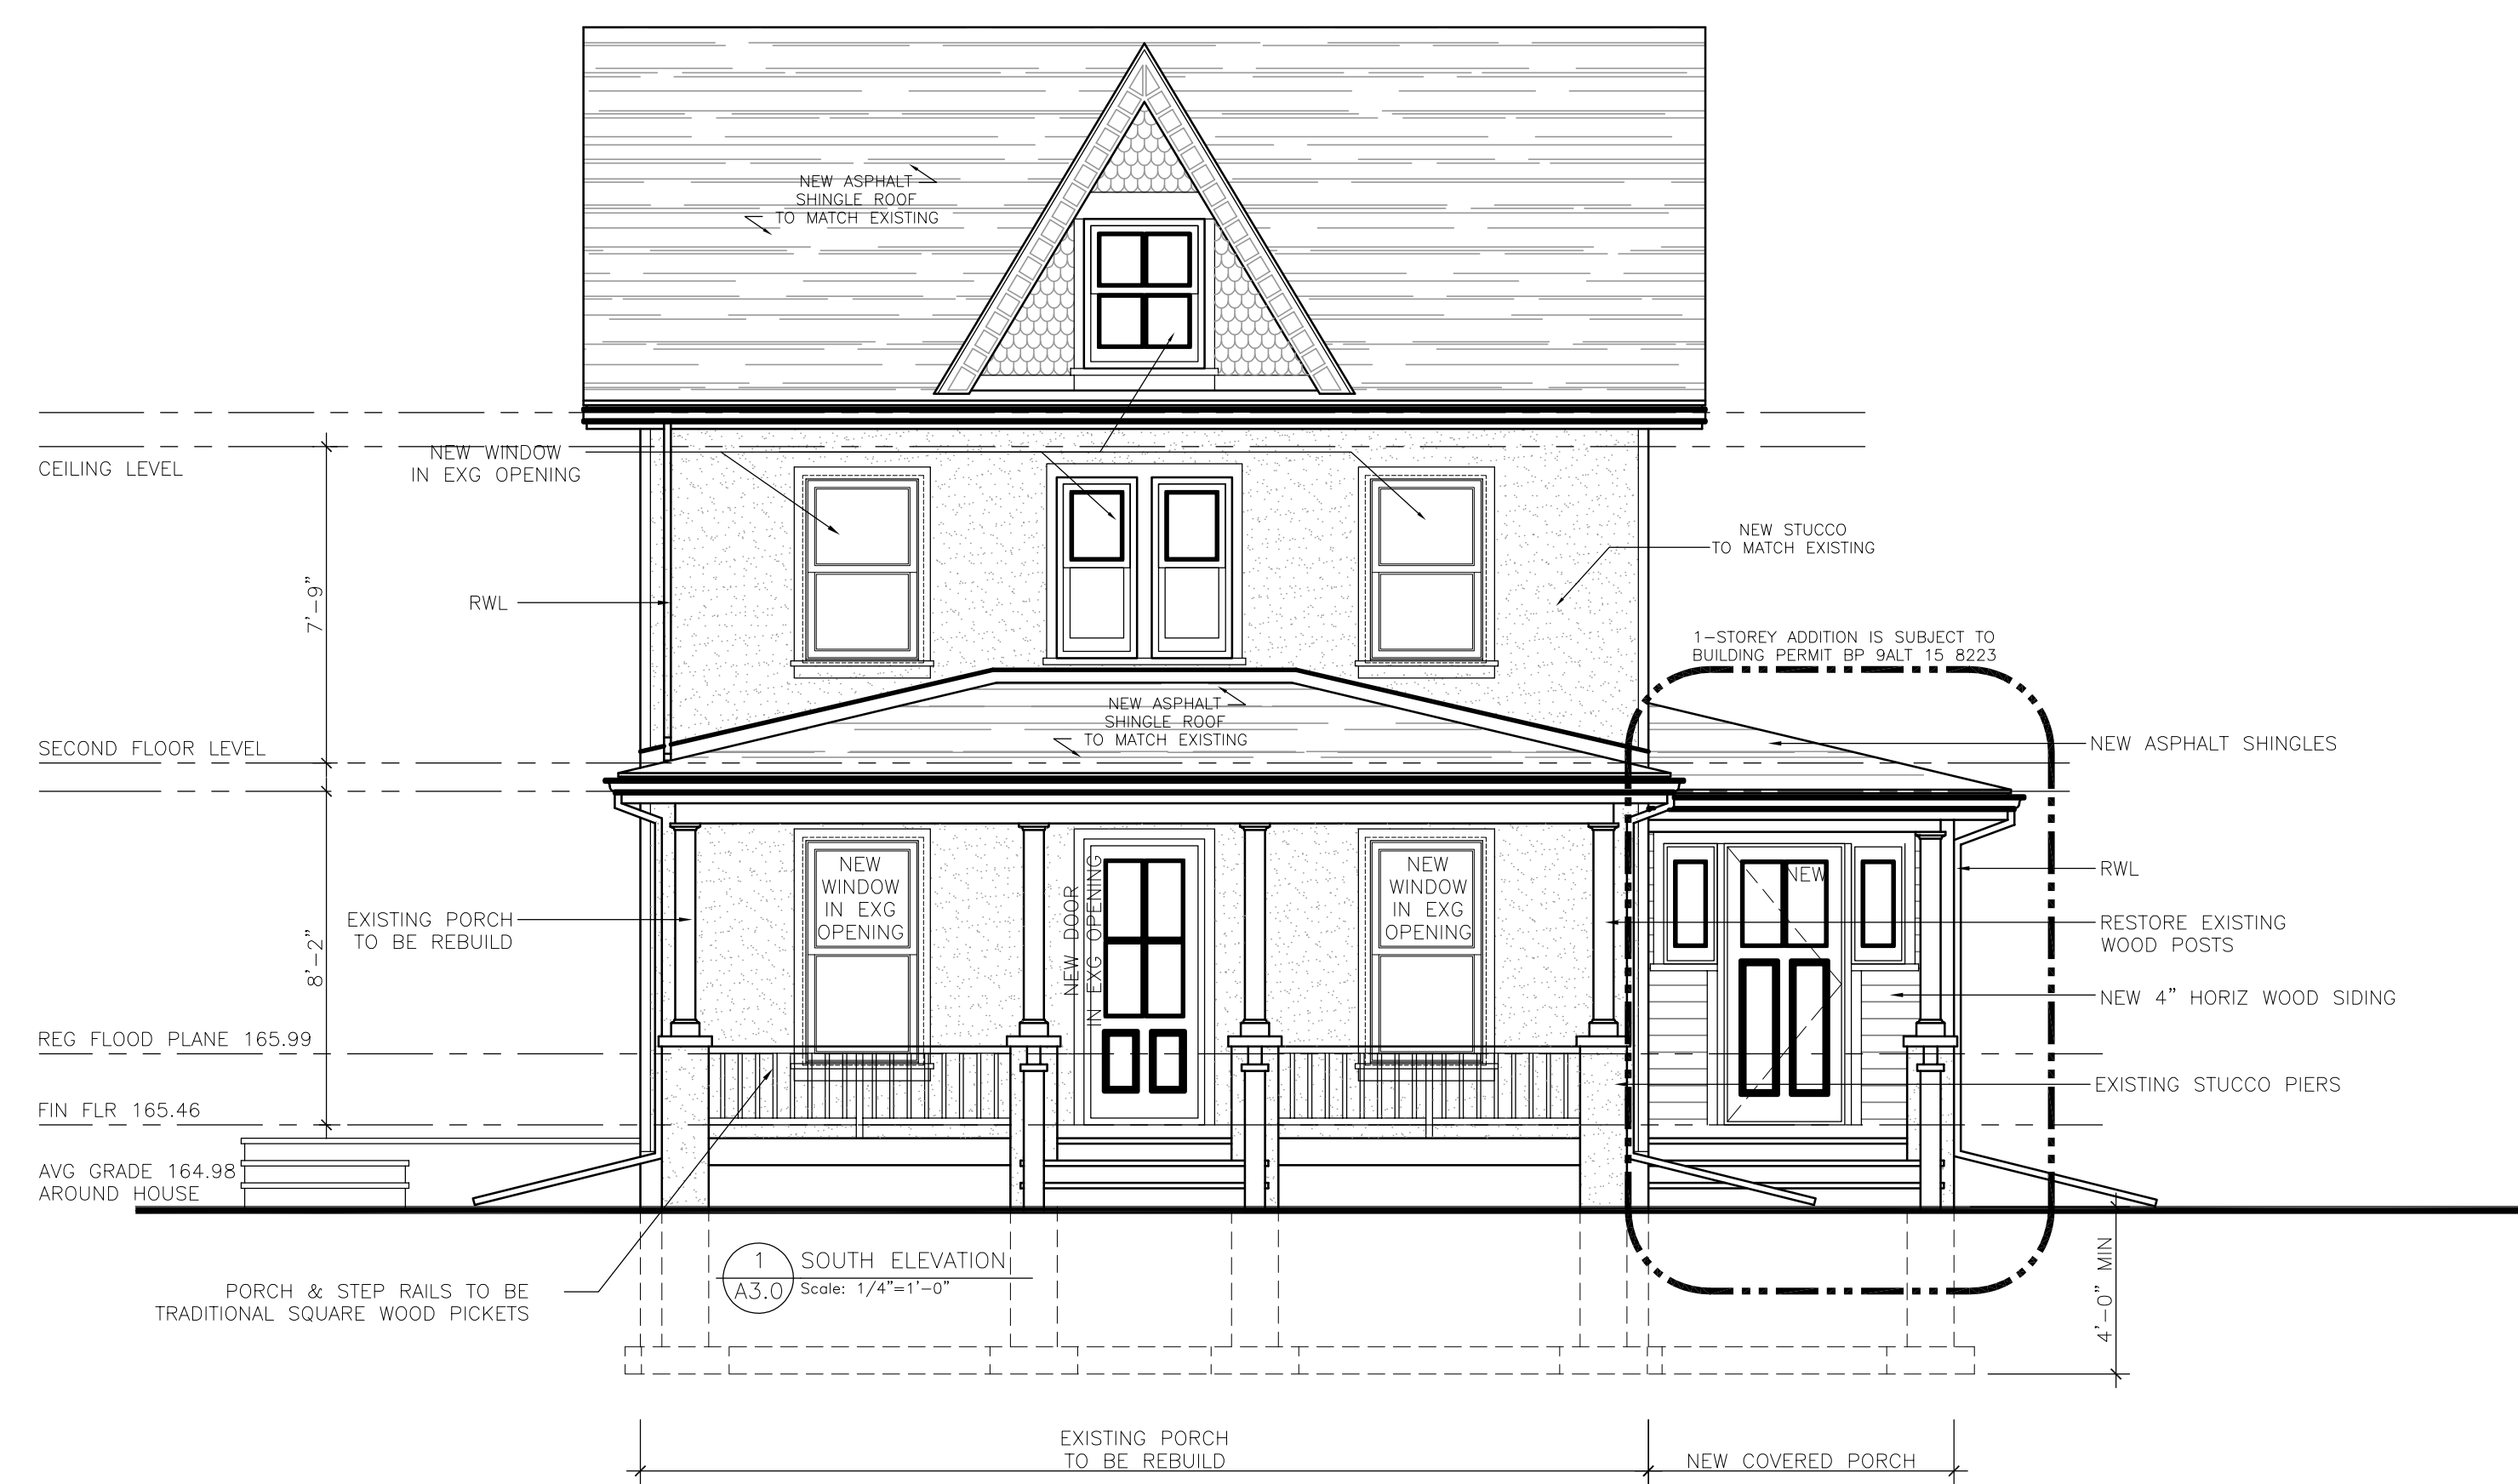 NEW ASPHALT
SHINGLE ROOF
TO MATCH EXISTING
CEILING LEVEL
NEW WINDOW
IN EXG OPENING
7'-9"
RWL
NEW STUCCO
TO MATCH EXISTING
1-STOREY ADDITION IS SUBJECT TO
BUILDING PERMIT BP 9ALT 15 8223
SECOND FLOOR LEVEL
NEW ASPHALT
SHINGLE ROOF
TO MATCH EXISTING
NEW ASPHALT SHINGLES
8'-2"
EXISTING PORCH
TO BE REBUILD
NEW
WINDOW
IN EXG
OPENING
NEW DOOR
IN EXG OPENING
NEW
WINDOW
IN EXG
OPENING
NEW
RWL
RESTORE EXISTING
WOOD POSTS
NEW 4" HORIZ WOOD SIDING
REG FLOOD PLANE 165.99
EXISTING STUCCO PIERS
FIN FLR 165.46
AVG GRADE 164.98
AROUND HOUSE
PORCH & STEP RAILS TO BE
TRADITIONAL SQUARE WOOD PICKETS
1
A3.0
SOUTH ELEVATION
Scale: 1/4"=1'-0"
4'-0" MIN
EXISTING PORCH
TO BE REBUILD
NEW COVERED PORCH